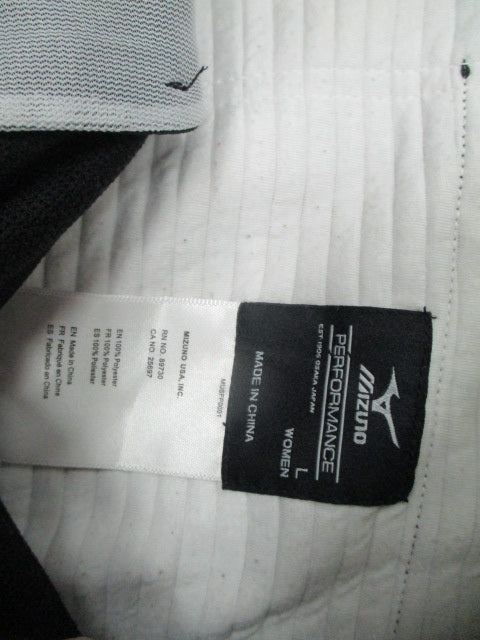 MIZUNO
PERFORMANCE
EST. 1906 OSAKA JAPAN
L
WOMEN
MADE IN CHINA
MIZUNO USA, INC.
RN NO. 89730
CA NO. 25697
EN 100% Polyester
FR 100% Polyester
ES 100% Poliester
EN Made in China
FR Fabriqué en Chine
ES Fabricado en China